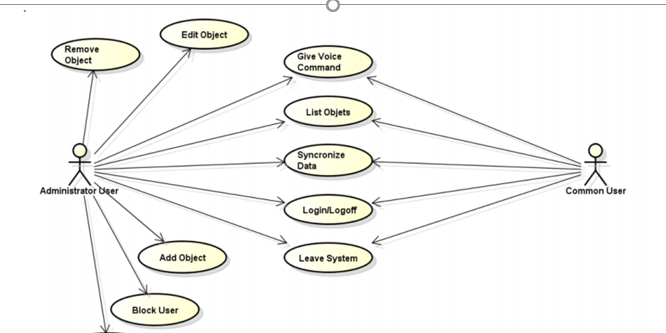 Edit Object
Remove
Object
Give Voice
Command
List Objets
Syncronize
Data
Administrator User
Common User
Login/Logoff
Add Object
Leave System
Block User